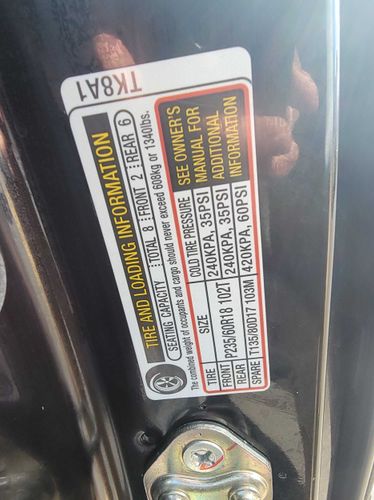 TIRE AND LOADING INFORMATION
SEATING CAPACITY TOTAL 8 FRONT 2 REAR 6
The combined weight of occupants and cargo should never exceed 608kg or 1340lbs.
TIRE SIZE COLD TIRE PRESSURE
FRONT P235/60R18 102T 240KPA, 35PSI
REAR 240KPA, 35PSI
SPARE T135/80D17 103M 420KPA, 60PSI
SEE OWNER'S
MANUAL FOR
ADDITIONAL
INFORMATION
TK8A1